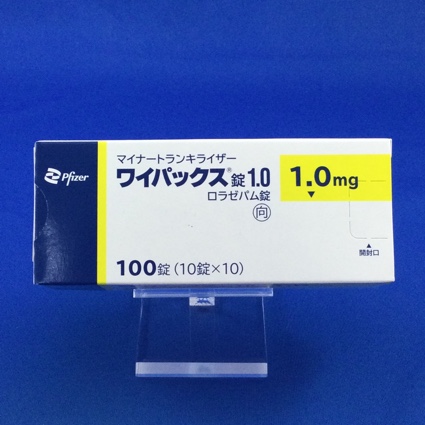 Pfizer
マイナートランキライザー
ワイパックス®錠1.0
ロラゼパム錠
向
100錠(10錠×10)
1.0mg
開封口